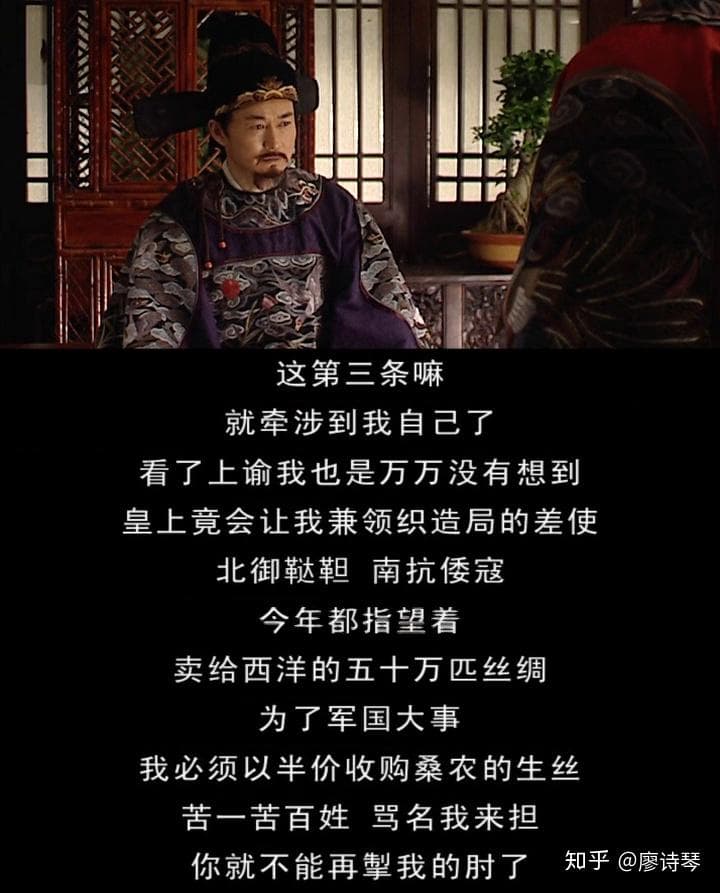 这第三条嘛
就牵涉到我自己了
看了上谕我也是万万没有想到
皇上竟会让我兼领织造局的差使
北御鞑靼 南抗倭寇
今年都指望着
卖给西洋的五十万匹丝绸
为了军国大事
我必须以半价收购桑农的生丝
苦一苦百姓 骂名我来担
你就不能再掣我的肘了
知乎 @廖诗琴